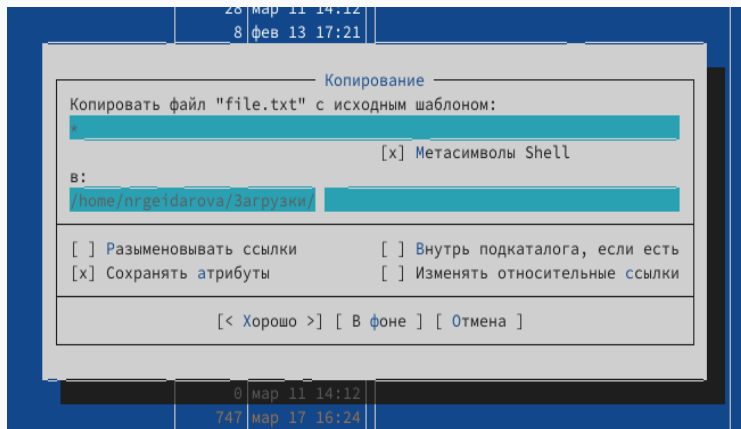 28 мар 11 14:12
8 фев 13 17:21
Копирование
Копировать файл "file.txt" с исходным шаблоном:
*
[x] Метасимволы Shell
в:
/home/nrgeidarova/Загрузки/
[ ] Разыменовывать ссылки [ ] Внутрь подкаталога, если есть
[x] Сохранять атрибуты [ ] Изменять относительные ссылки
[< Хорошо >] [ В фоне ] [ Отмена ]
0 мар 11 14:12
747 мар 17 16:24